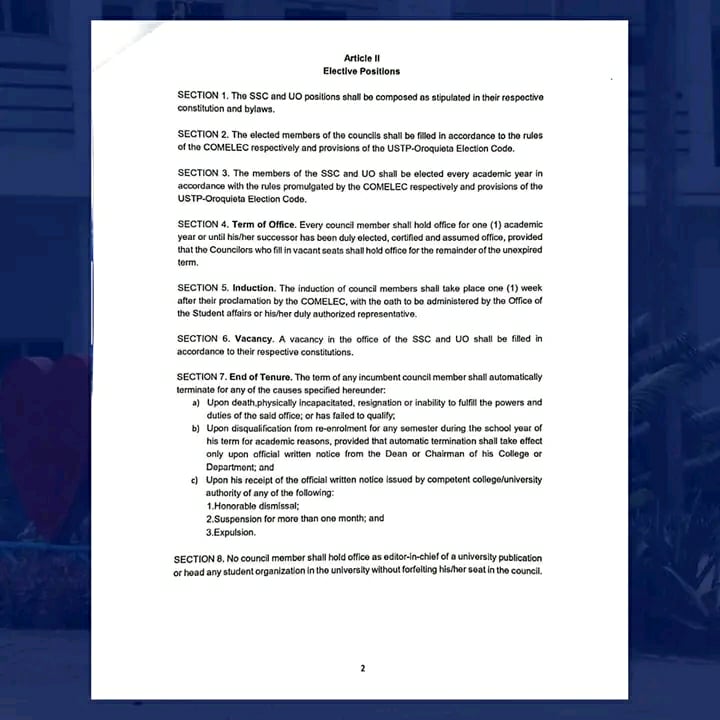 Article II
Elective Positions
SECTION 1. The SSC and UO positions shall be composed as stipulated in their respective
constitution and bylaws.
SECTION 2. The elected members of the councils shall be filled in accordance to the rules
of the COMELEC respectively and provisions of the USTP-Oroquieta Election Code.
SECTION 3. The members of the SSC and UO shall be elected every academic year in
accordance with the rules promulgated by the COMELEC respectively and provisions of the
USTP-Oroquieta Election Code.
SECTION 4. Term of Office. Every council member shall hold office for one (1) academic
year or until his/her successor has been duly elected, certified and assumed office, provided
that the Councilors who fill in vacant seats shall hold office for the remainder of the unexpired
term.
SECTION 5. Induction. The induction of council members shall take place one (1) week
after their proclamation by the COMELEC, with the oath to be administered by the Office of
the Student affairs or his/her duly authorized representative.
SECTION 6. Vacancy. A vacancy in the office of the SSC and UO shall be filled in
accordance to their respective constitutions.
SECTION 7. End of Tenure. The term of any incumbent council member shall automatically
terminate for any of the causes specified hereunder:
a) Upon death,physically incapacitated, resignation or inability to fulfill the powers and
duties of the said office; or has failed to qualify;
b) Upon disqualification from re-enrolment for any semester during the school year of
his term for academic reasons, provided that automatic termination shall take effect
only upon official written notice from the Dean or Chairman of his College or
Department; and
c) Upon his receipt of the official written notice issued by competent college/university
authority of any of the following:
1.Honorable dismissal;
2.Suspension for more than one month; and
3.Expulsion.
SECTION 8. No council member shall hold office as editor-in-chief of a university publication
or head any student organization in the university without forfeiting his/her seat in the council.
2